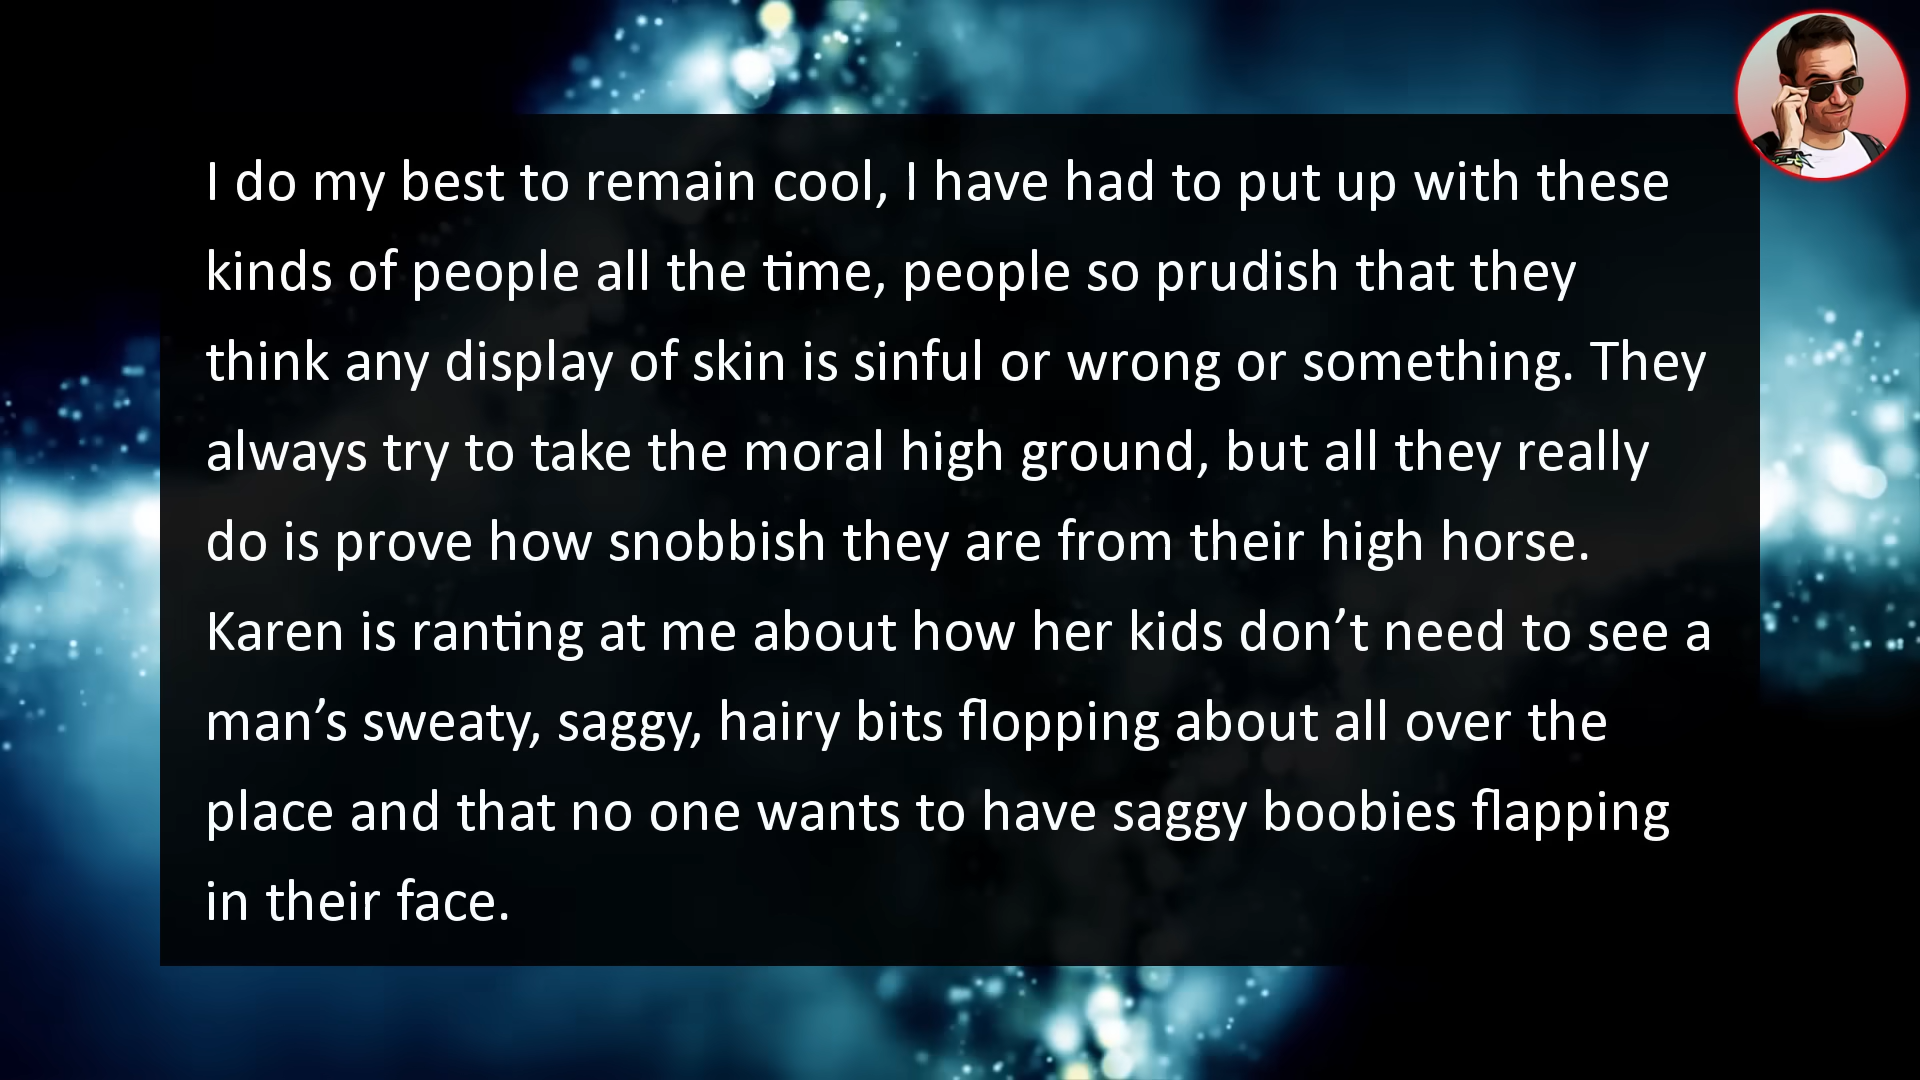 I do my best to remain cool, I have had to put up with these
kinds of people all the time, people so prudish that they
think any display of skin is sinful or wrong or something. They
always try to take the moral high ground, but all they really
do is prove how snobbish they are from their high horse.
Karen is ranting at me about how her kids don’t need to see a
man’s sweaty, saggy, hairy bits flopping about all over the
place and that no one wants to have saggy boobies flapping
in their face.